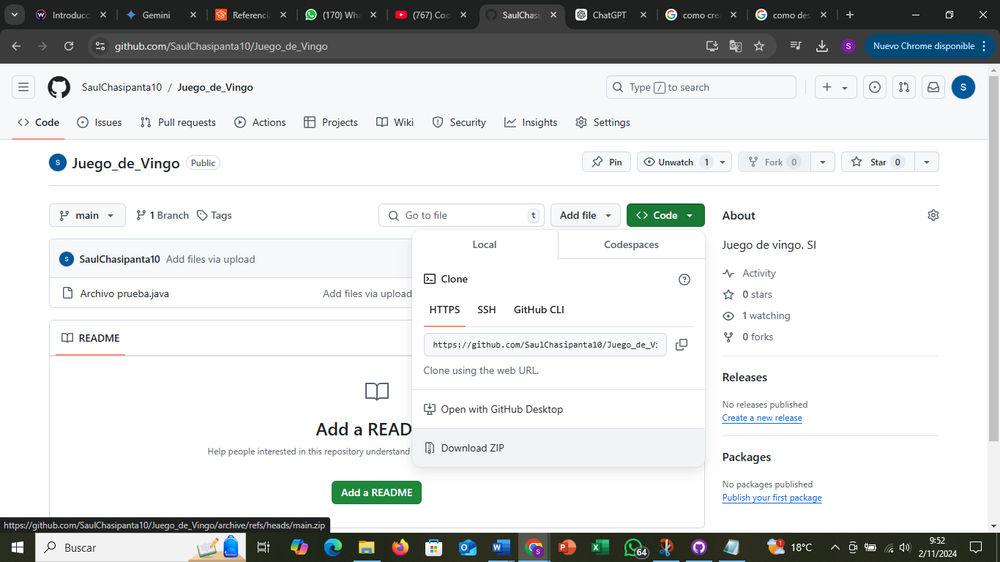 Introducci
Gemini
Referencia
(170) Wha
(767) Coo
SaulChasip
ChatGPT
como cre
como des
github.com/SaulChasipanta10/Juego_de_Vingo
S
Nuevo Chrome disponible
SaulChasipanta10 / Juego_de_Vingo
Type / to search
S
Code
Issues
Pull requests
Actions
Projects
Wiki
Security
Insights
Settings
S Juego_de_Vingo Public
Pin
Unwatch 1
Fork 0
Star 0
main
1 Branch
Tags
Go to file t
Add file
Code
About
Local
Codespaces
Juego de vingo. SI
S SaulChasipanta10 Add files via upload
Activity
Clone
Archivo prueba.java Add files via upload
0 stars
HTTPS SSH GitHub CLI
1 watching
README
0 forks
https://github.com/SaulChasipanta10/Juego_de_Vi
Clone using the web URL.
Releases
No releases published
Open with GitHub Desktop
Create a new release
Add a READ
Help people interested in this repository understand
Download ZIP
Packages
No packages published
Add a README
Publish your first package
https://github.com/SaulChasipanta10/Juego_de_Vingo/archive/refs/heads/main.zip
Buscar
64
1
18°C
9:52
2/11/2024